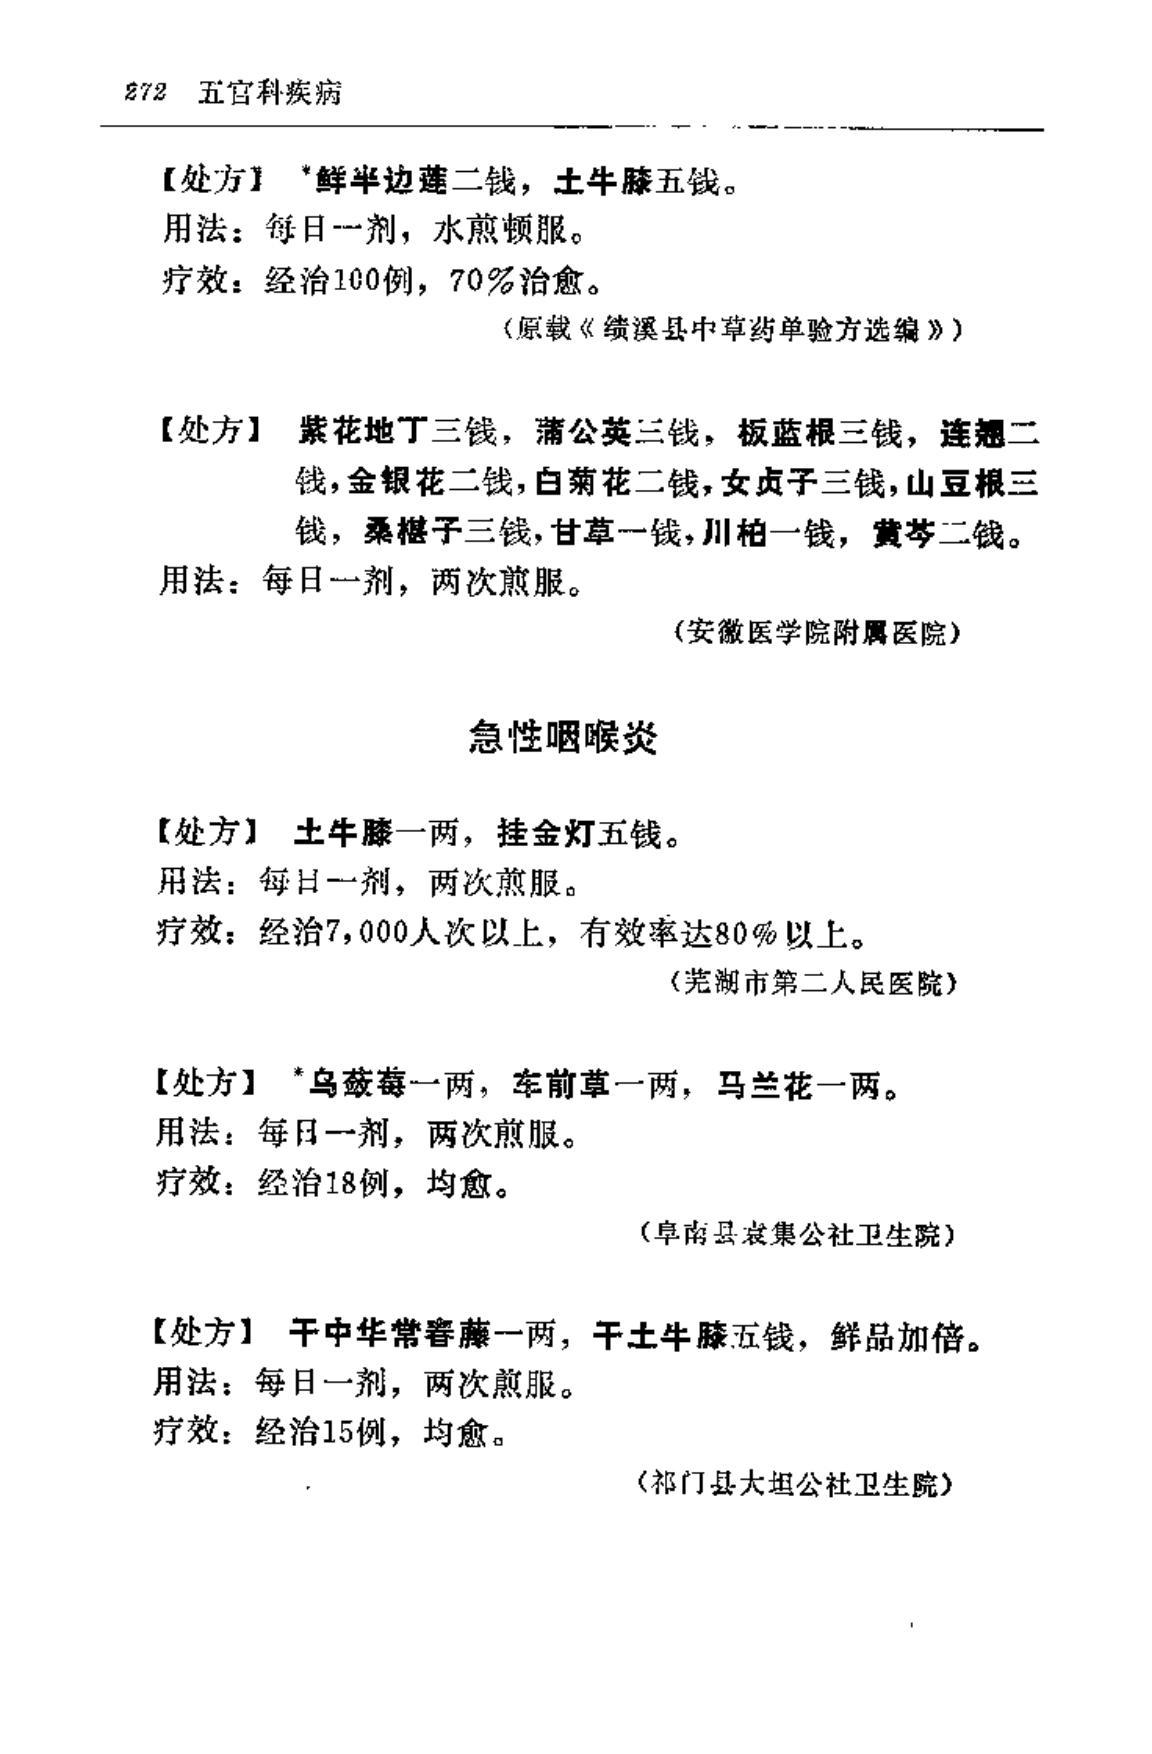 272 五官科疾病
【处方】 *鲜半边莲二钱，土牛膝五钱。
用法：每日一剂，水煎顿服。
疗效：经治100例，70%治愈。
（原载《绩溪县中草药单验方选编》）
【处方】 紫花地丁三钱，蒲公英三钱，板蓝根三钱，连翘二
钱，金银花二钱，白菊花二钱，女贞子三钱，山豆根三
钱，桑椹子三钱，甘草一钱，川柏一钱，黄芩二钱。
用法：每日一剂，两次煎服。
（安徽医学院附属医院）
急性咽喉炎
【处方】 土牛膝一两，挂金灯五钱。
用法：每日一剂，两次煎服。
疗效：经治7,000人次以上，有效率达80%以上。
（芜湖市第二人民医院）
【处方】 *乌蔹莓一两，车前草一两，马兰花一两。
用法：每日一剂，两次煎服。
疗效：经治18例，均愈。
（阜南县袁集公社卫生院）
【处方】 干中华常春藤一两，干土牛膝五钱，鲜品加倍。
用法：每日一剂，两次煎服。
疗效：经治15例，均愈。
（祁门县大坦公社卫生院）